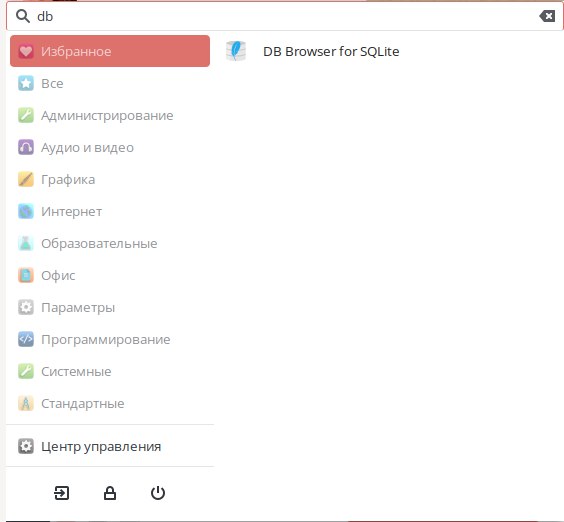 db
Избранное
DB Browser for SQLite
Все
Администрирование
Аудио и видео
Графика
Интернет
Образовательные
Офис
Параметры
Программирование
Системные
Стандартные
Центр управления